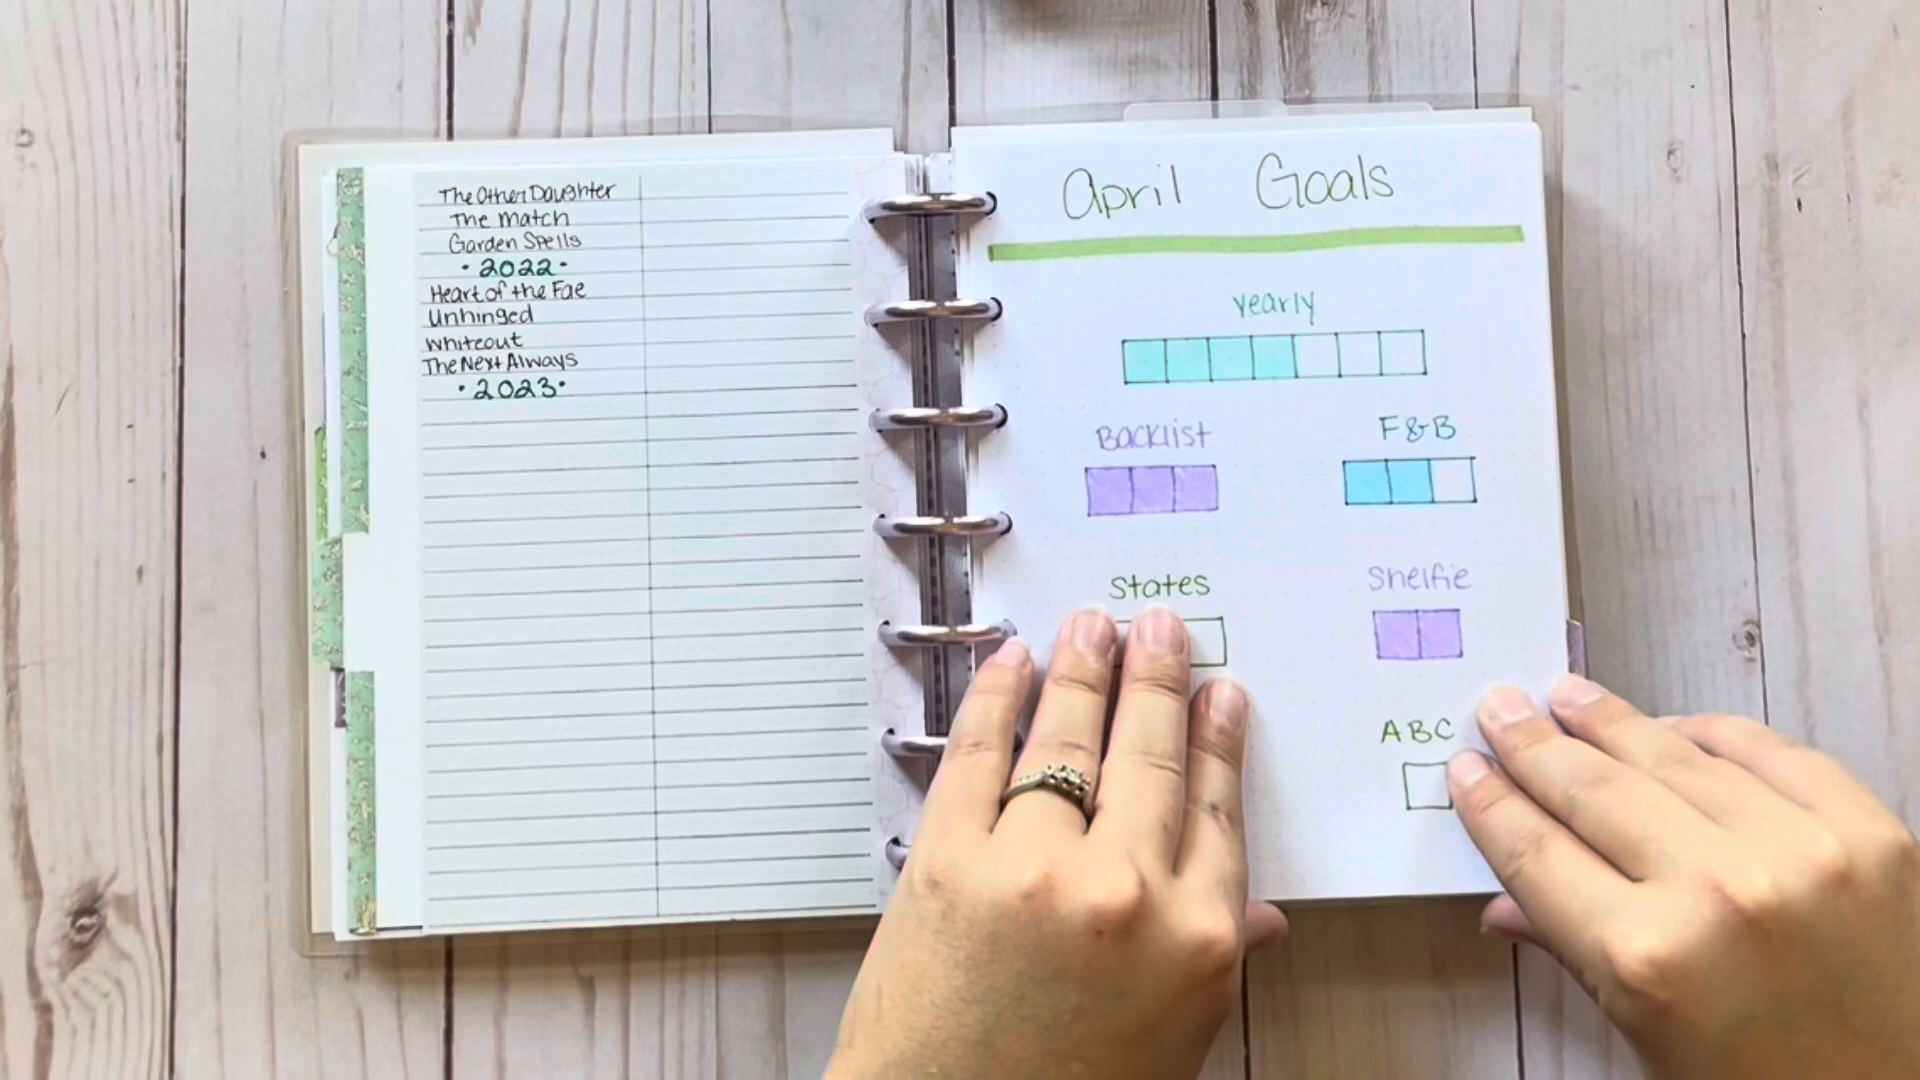 The Other Daughter
The Match
Garden Spells
• 2022 •
Heart of the Fae
Unhinged
Whiteout
The Next Always
• 2023 •
April Goals
Yearly
Backlist
F&B
States
Shelfie
ABC